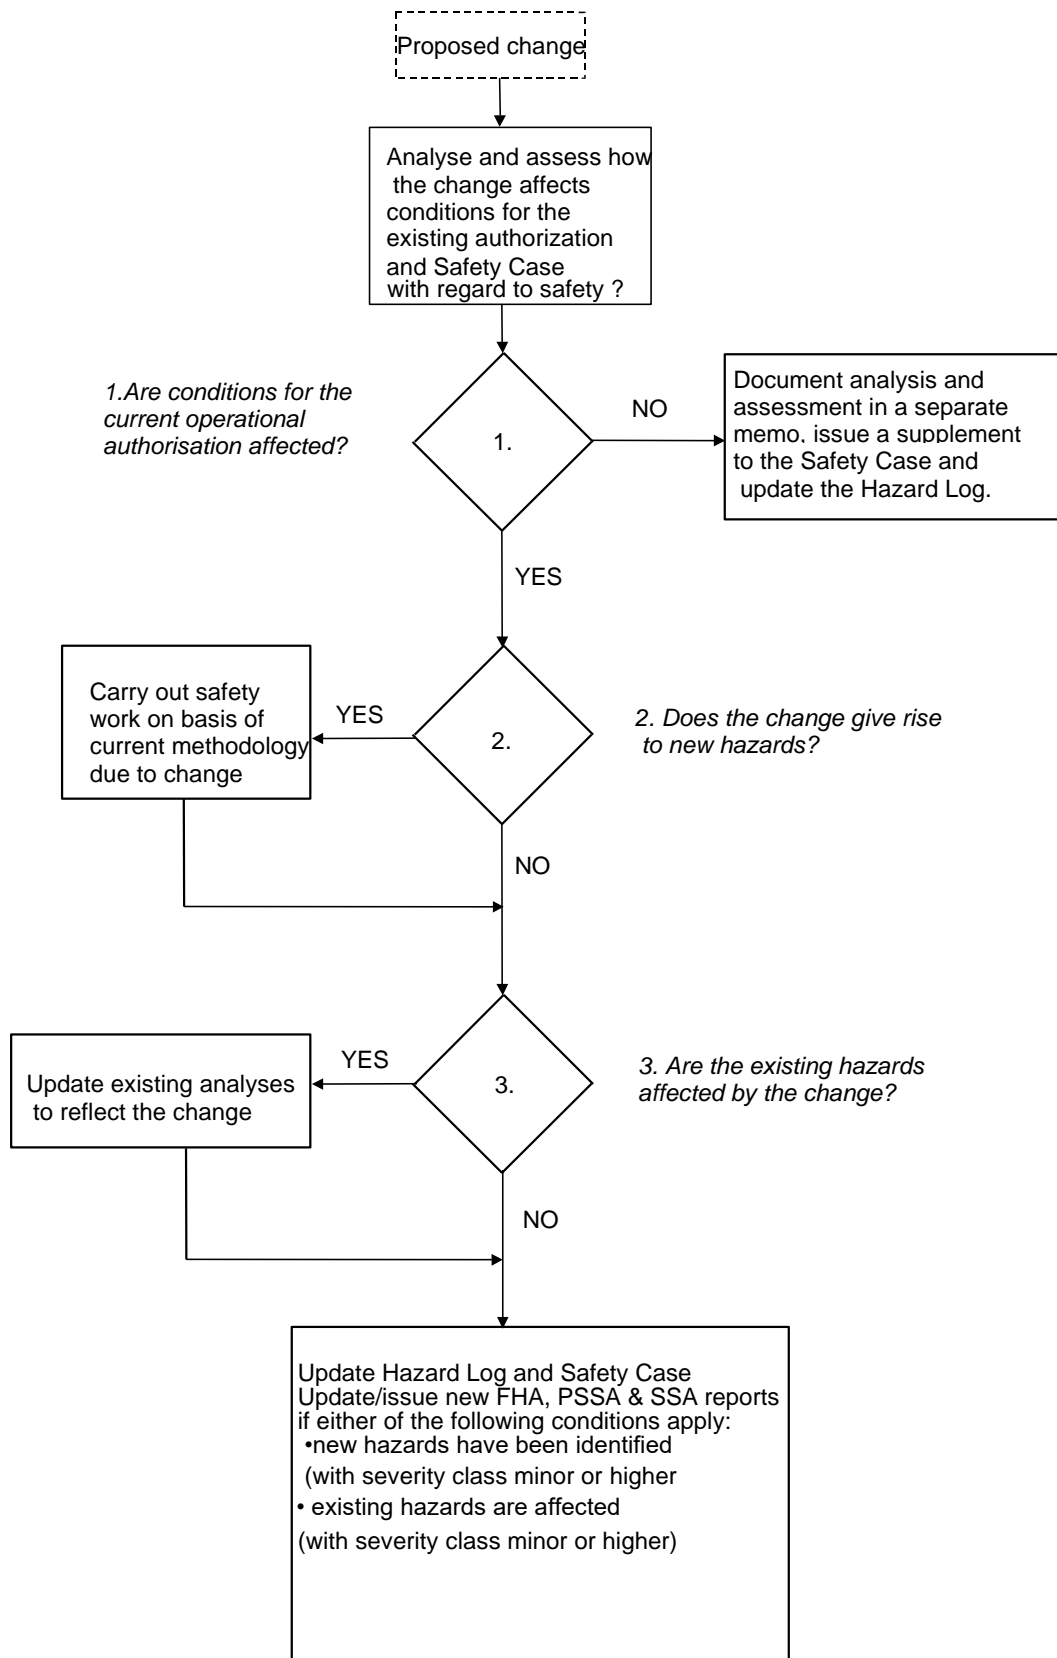 Proposed change
Analyse and assess how
the change affects
conditions for the
existing authorization
and Safety Case
with regard to safety ?
1.Are conditions for the
current operational
authorisation affected?
1.
NO
Document analysis and
assessment in a separate
memo, issue a supplement
to the Safety Case and
update the Hazard Log.
YES
Carry out safety
work on basis of
current methodology
due to change
YES
2.
2. Does the change give rise
to new hazards?
NO
Update existing analyses
to reflect the change
YES
3.
3. Are the existing hazards
affected by the change?
NO
Update Hazard Log and Safety Case
Update/issue new FHA, PSSA & SSA reports
if either of the following conditions apply:
•new hazards have been identified
(with severity class minor or higher
• existing hazards are affected
(with severity class minor or higher)